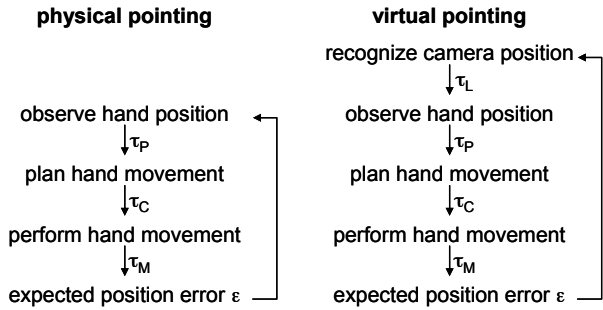 physical pointing
observe hand position
τP
plan hand movement
τC
perform hand movement
τM
expected position error ε
virtual pointing
recognize camera position
τL
observe hand position
τP
plan hand movement
τC
perform hand movement
τM
expected position error ε